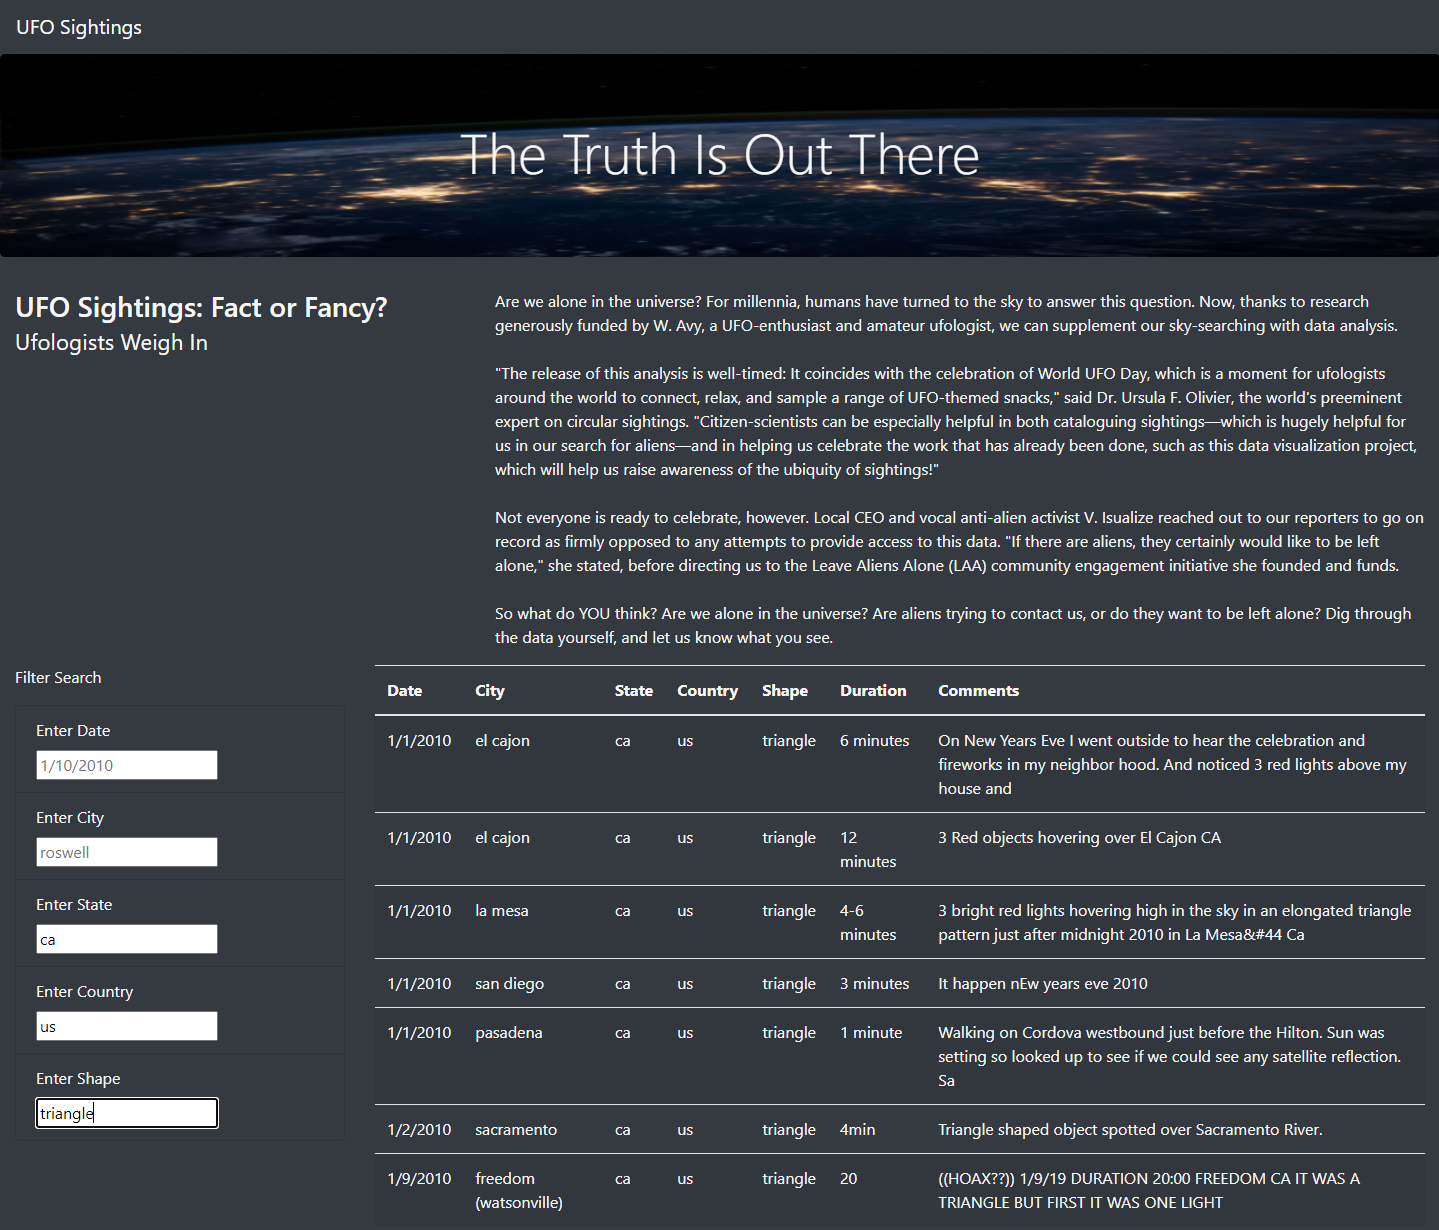 UFO Sightings
The Truth Is Out There
UFO Sightings: Fact or Fancy?
Ufologists Weigh In
Are we alone in the universe? For millennia, humans have turned to the sky to answer this question. Now, thanks to research
generously funded by W. Avy, a UFO-enthusiast and amateur ufologist, we can supplement our sky-searching with data analysis.
"The release of this analysis is well-timed: It coincides with the celebration of World UFO Day, which is a moment for ufologists
around the world to connect, relax, and sample a range of UFO-themed snacks," said Dr. Ursula F. Olivier, the world's preeminent
expert on circular sightings. "Citizen-scientists can be especially helpful in both cataloguing sightings—which is hugely helpful for
us in our search for aliens—and in helping us celebrate the work that has already been done, such as this data visualization project,
which will help us raise awareness of the ubiquity of sightings!"
Not everyone is ready to celebrate, however. Local CEO and vocal anti-alien activist V. Isualize reached out to our reporters to go on
record as firmly opposed to any attempts to provide access to this data. "If there are aliens, they certainly would like to be left
alone," she stated, before directing us to the Leave Aliens Alone (LAA) community engagement initiative she founded and funds.
So what do YOU think? Are we alone in the universe? Are aliens trying to contact us, or do they want to be left alone? Dig through
the data yourself, and let us know what you see.
Filter Search
Enter Date
1/10/2010
Enter City
roswell
Enter State
ca
Enter Country
us
Enter Shape
triangle
Date City State Country Shape Duration Comments
1/1/2010 el cajon ca us triangle 6 minutes On New Years Eve I went outside to hear the celebration and
fireworks in my neighbor hood. And noticed 3 red lights above my
house and
1/1/2010 el cajon ca us triangle 12 3 Red objects hovering over El Cajon CA
minutes
1/1/2010 la mesa ca us triangle 4-6 3 bright red lights hovering high in the sky in an elongated triangle
minutes pattern just after midnight 2010 in La Mesa&#44 Ca
1/1/2010 san diego ca us triangle 3 minutes It happen nEw years eve 2010
1/1/2010 pasadena ca us triangle 1 minute Walking on Cordova westbound just before the Hilton. Sun was
setting so looked up to see if we could see any satellite reflection.
Sa
1/2/2010 sacramento ca us triangle 4min Triangle shaped object spotted over Sacramento River.
1/9/2010 freedom ca us triangle 20 ((HOAX??)) 1/9/19 DURATION 20:00 FREEDOM CA IT WAS A
(watsonville) TRIANGLE BUT FIRST IT WAS ONE LIGHT